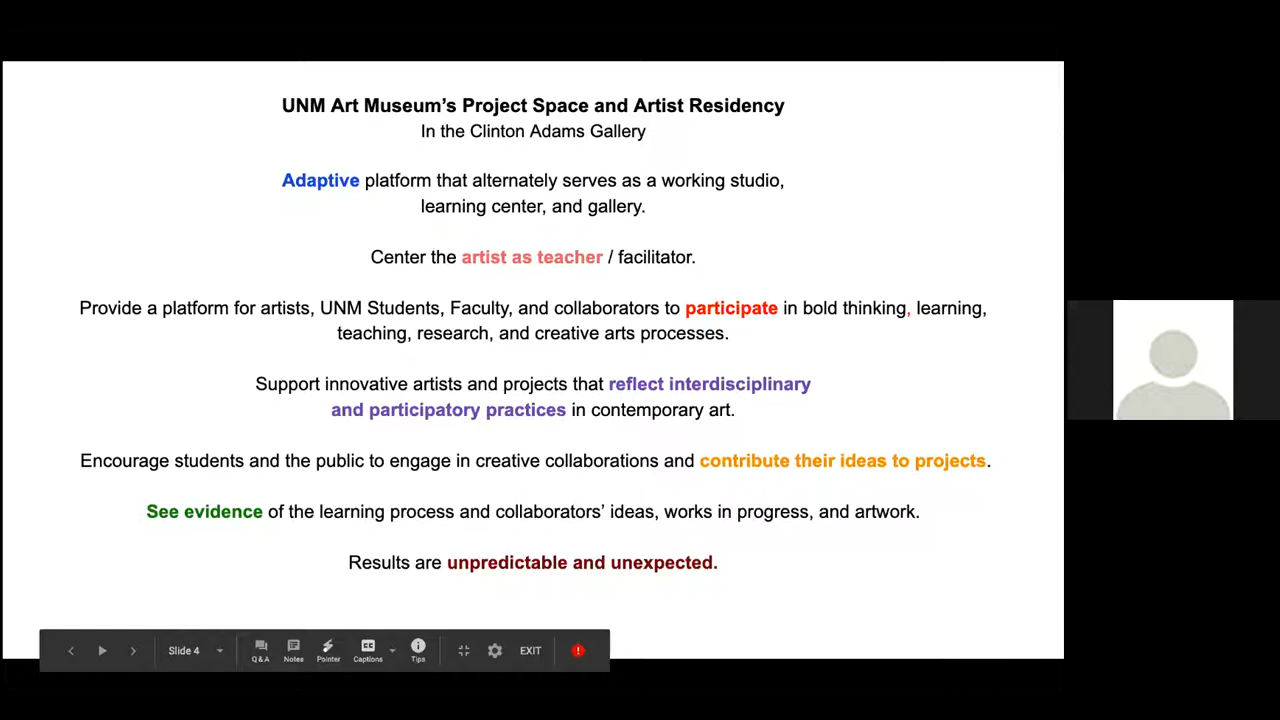 UNM Art Museum’s Project Space and Artist Residency
In the Clinton Adams Gallery
Adaptive platform that alternately serves as a working studio,
learning center, and gallery.
Center the artist as teacher / facilitator.
Provide a platform for artists, UNM Students, Faculty, and collaborators to participate in bold thinking, learning,
teaching, research, and creative arts processes.
Support innovative artists and projects that reflect interdisciplinary
and participatory practices in contemporary art.
Encourage students and the public to engage in creative collaborations and contribute their ideas to projects.
See evidence of the learning process and collaborators’ ideas, works in progress, and artwork.
Results are unpredictable and unexpected.
Slide 4 Q&A Notes Pointer CC Captions Tips EXIT